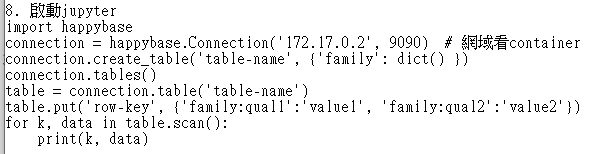 8. 啟動jupyter
import happybase
connection = happybase.Connection('172.17.0.2', 9090)  # 網域看container
connection.create_table('table-name', {'family': dict() })
connection.tables()
table = connection.table('table-name')
table.put('row-key', {'family:qual1':'value1', 'family:qual2':'value2'})
for k, data in table.scan():
    print(k, data)